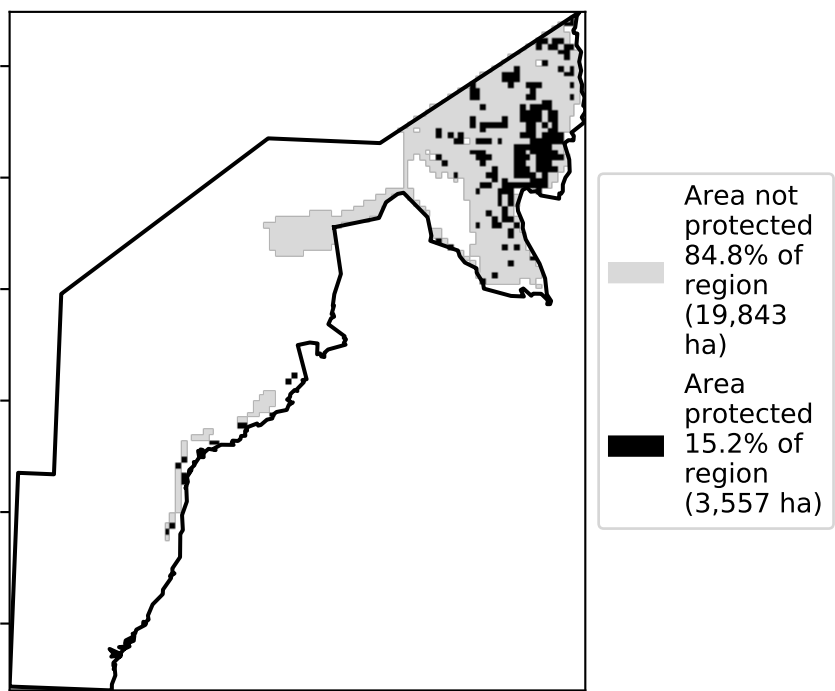 Area not
protected
84.8% of
region
(19,843
ha)
Area
protected
15.2% of
region
(3,557 ha)